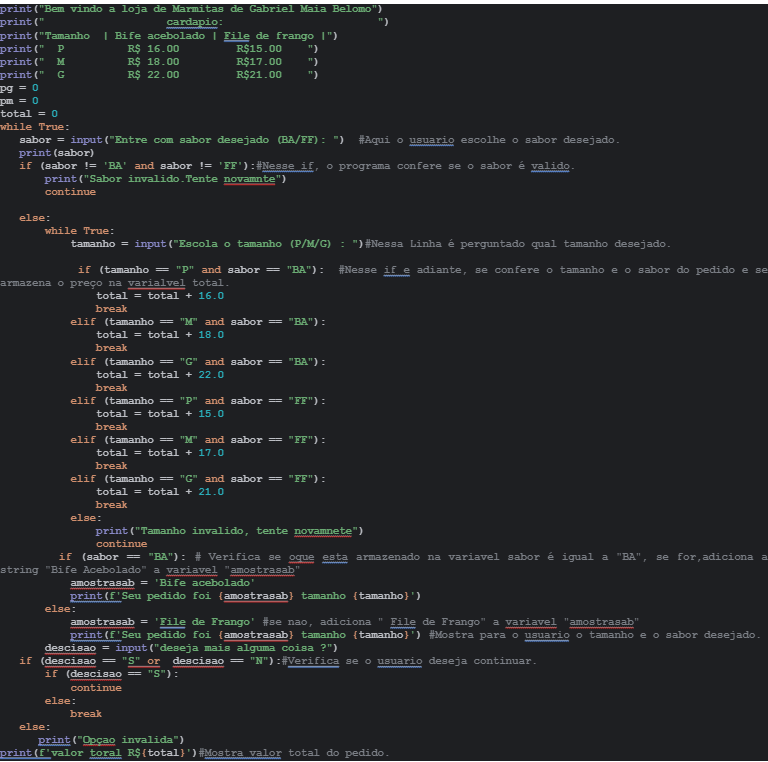 print("Bem vindo a loja de Marmitas de Gabriel Maia Belomo")
print("                   cardapio:                        ")
print("Tamanho  | Bife acebolado | File de frango |")
print("  P          R$ 16.00         R$15.00    ")
print("  M          R$ 18.00         R$17.00    ")
print("  G          R$ 22.00         R$21.00    ")
pg = 0
pm = 0
total = 0
while True:
   sabor = input("Entre com sabor desejado (BA/FF): ")  #Aqui o usuario escolhe o sabor desejado.
   print(sabor)
   if (sabor != 'BA' and sabor != 'FF'):#Nesse if, o programa confere se o sabor é valido.
       print("Sabor invalido.Tente novamnte")
       continue

   else:
       while True:
           tamanho = input("Escola o tamanho (P/M/G) : ")#Nessa Linha é perguntado qual tamanho desejado.

            if (tamanho == "P" and sabor == "BA"):  #Nesse if e adiante, se confere o tamanho e o sabor do pedido e se
armazena o preço na varialvel total.
               total = total + 16.0
               break
           elif (tamanho == "M" and sabor == "BA"):
               total = total + 18.0
               break
           elif (tamanho == "G" and sabor == "BA"):
               total = total + 22.0
               break
           elif (tamanho == "P" and sabor == "FF"):
               total = total + 15.0
               break
           elif (tamanho == "M" and sabor == "FF"):
               total = total + 17.0
               break
           elif (tamanho == "G" and sabor == "FF"):
               total = total + 21.0
               break
           else:
               print("Tamanho invalido, tente novamnete")
               continue
         if (sabor == "BA"): # Verifica se oque esta armazenado na variavel sabor é igual a "BA", se for,adiciona a
string "Bife Acebolado" a variavel "amostrasab"
           amostrasab = 'Bife acebolado'
           print(f'Seu pedido foi {amostrasab} tamanho {tamanho}')
       else:
           amostrasab = 'File de Frango' #se nao, adiciona " File de Frango" a variavel "amostrasab"
           print(f'Seu pedido foi {amostrasab} tamanho {tamanho}') #Mostra para o usuario o tamanho e o sabor desejado.
       descisao = input("deseja mais alguma coisa ?")
   if (descisao == "S" or  descisao == "N"):#Verifica se o usuario deseja continuar.
       if (descisao == "S"):
           continue
       else:
           break
   else:
      print("Opçao invalida")
print(f'valor toral R${total}')#Mostra valor total do pedido.